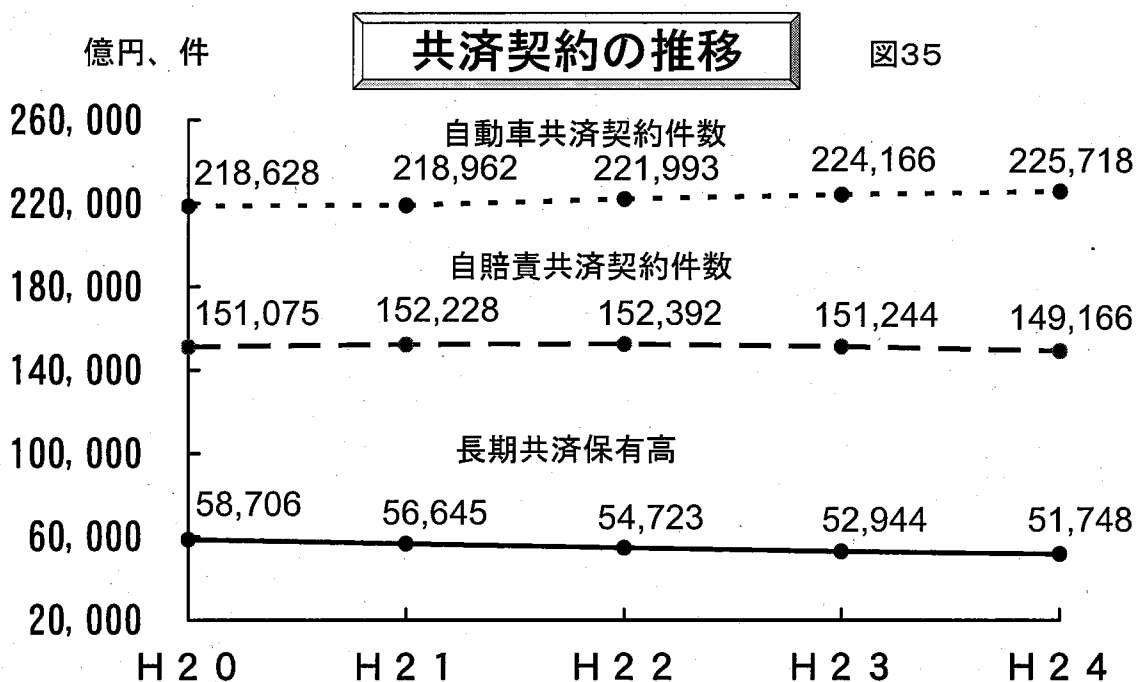 億円、件
共済契約の推移
図35
260,000
自動車共済契約件数
218,628 218,962 221,993 224,166 225,718
220,000
自賠責共済契約件数
180,000
151,075 152,228 152,392 151,244 149,166
140,000
長期共済保有高
100,000
58,706 56,645 54,723 52,944 51,748
60,000
20,000
H20 H21 H22 H23 H24